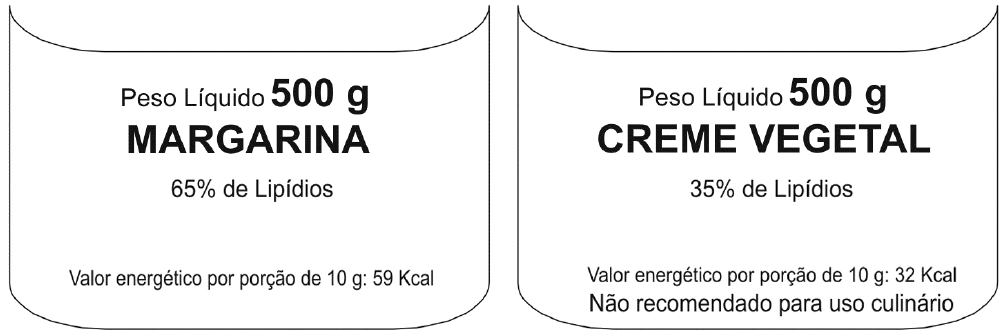 Peso Líquido 500 g
MARGARINA
65% de Lipídios
Valor energético por porção de 10 g: 59 Kcal
Peso Líquido 500 g
CREME VEGETAL
35% de Lipídios
Valor energético por porção de 10 g: 32 Kcal
Não recomendado para uso culinário